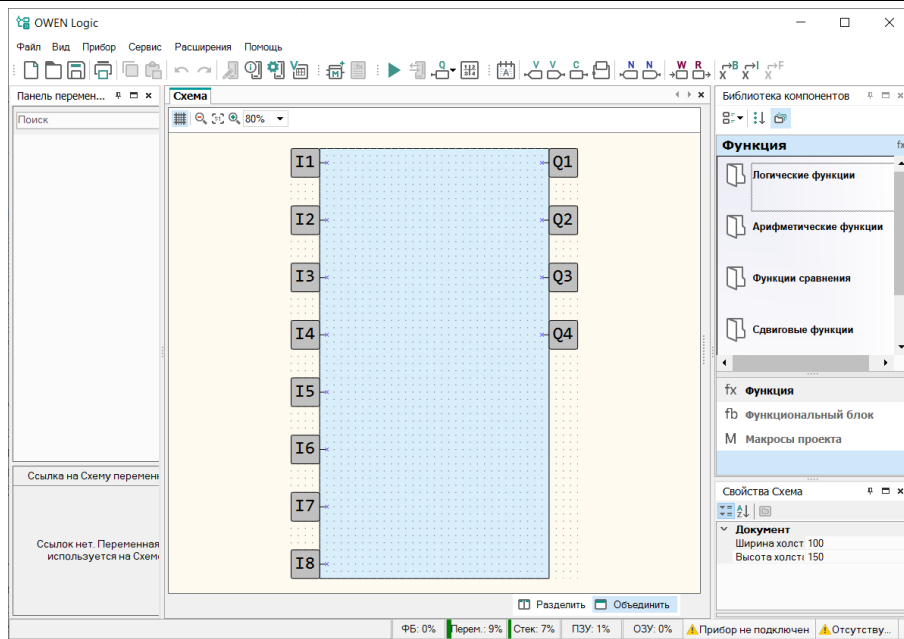 OWEN Logic
Файл Вид Прибор Сервис Расширения Помощь
Панель перемен...
Схема
Библиотека компонентов
Поиск
80%
Функция
fx
I1
Q1
Логические функции
I2
Q2
Арифметические функции
I3
Q3
Функции сравнения
I4
Q4
Сдвиговые функции
I5
fx Функция
fb Функциональный блок
I6
M Макросы проекта
Ссылка на Схему перемен
Свойства Схема
I7
Документ
Ширина холст 100
Высота холст 150
Ссылок нет. Переменная
используется на Схем
I8
Разделить Объединить
ФБ: 0% Перем.: 9% Стек: 7% ПЗУ: 1% ОЗУ: 0% Прибор не подключен Отсутству...